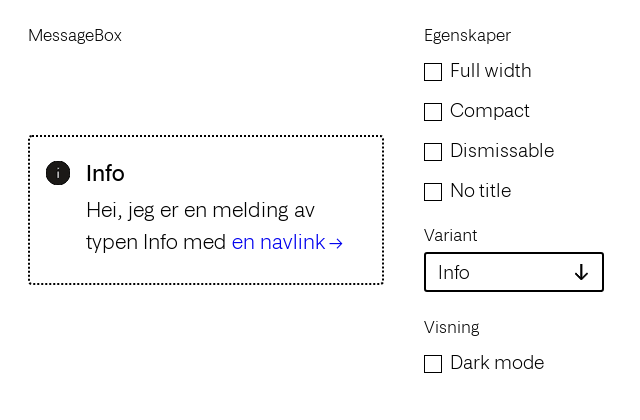 MessageBox
Info
Hei, jeg er en melding av
typen Info med en navlink →
Egenskaper
Full width
Compact
Dismissable
No title
Variant
Info
Visning
Dark mode